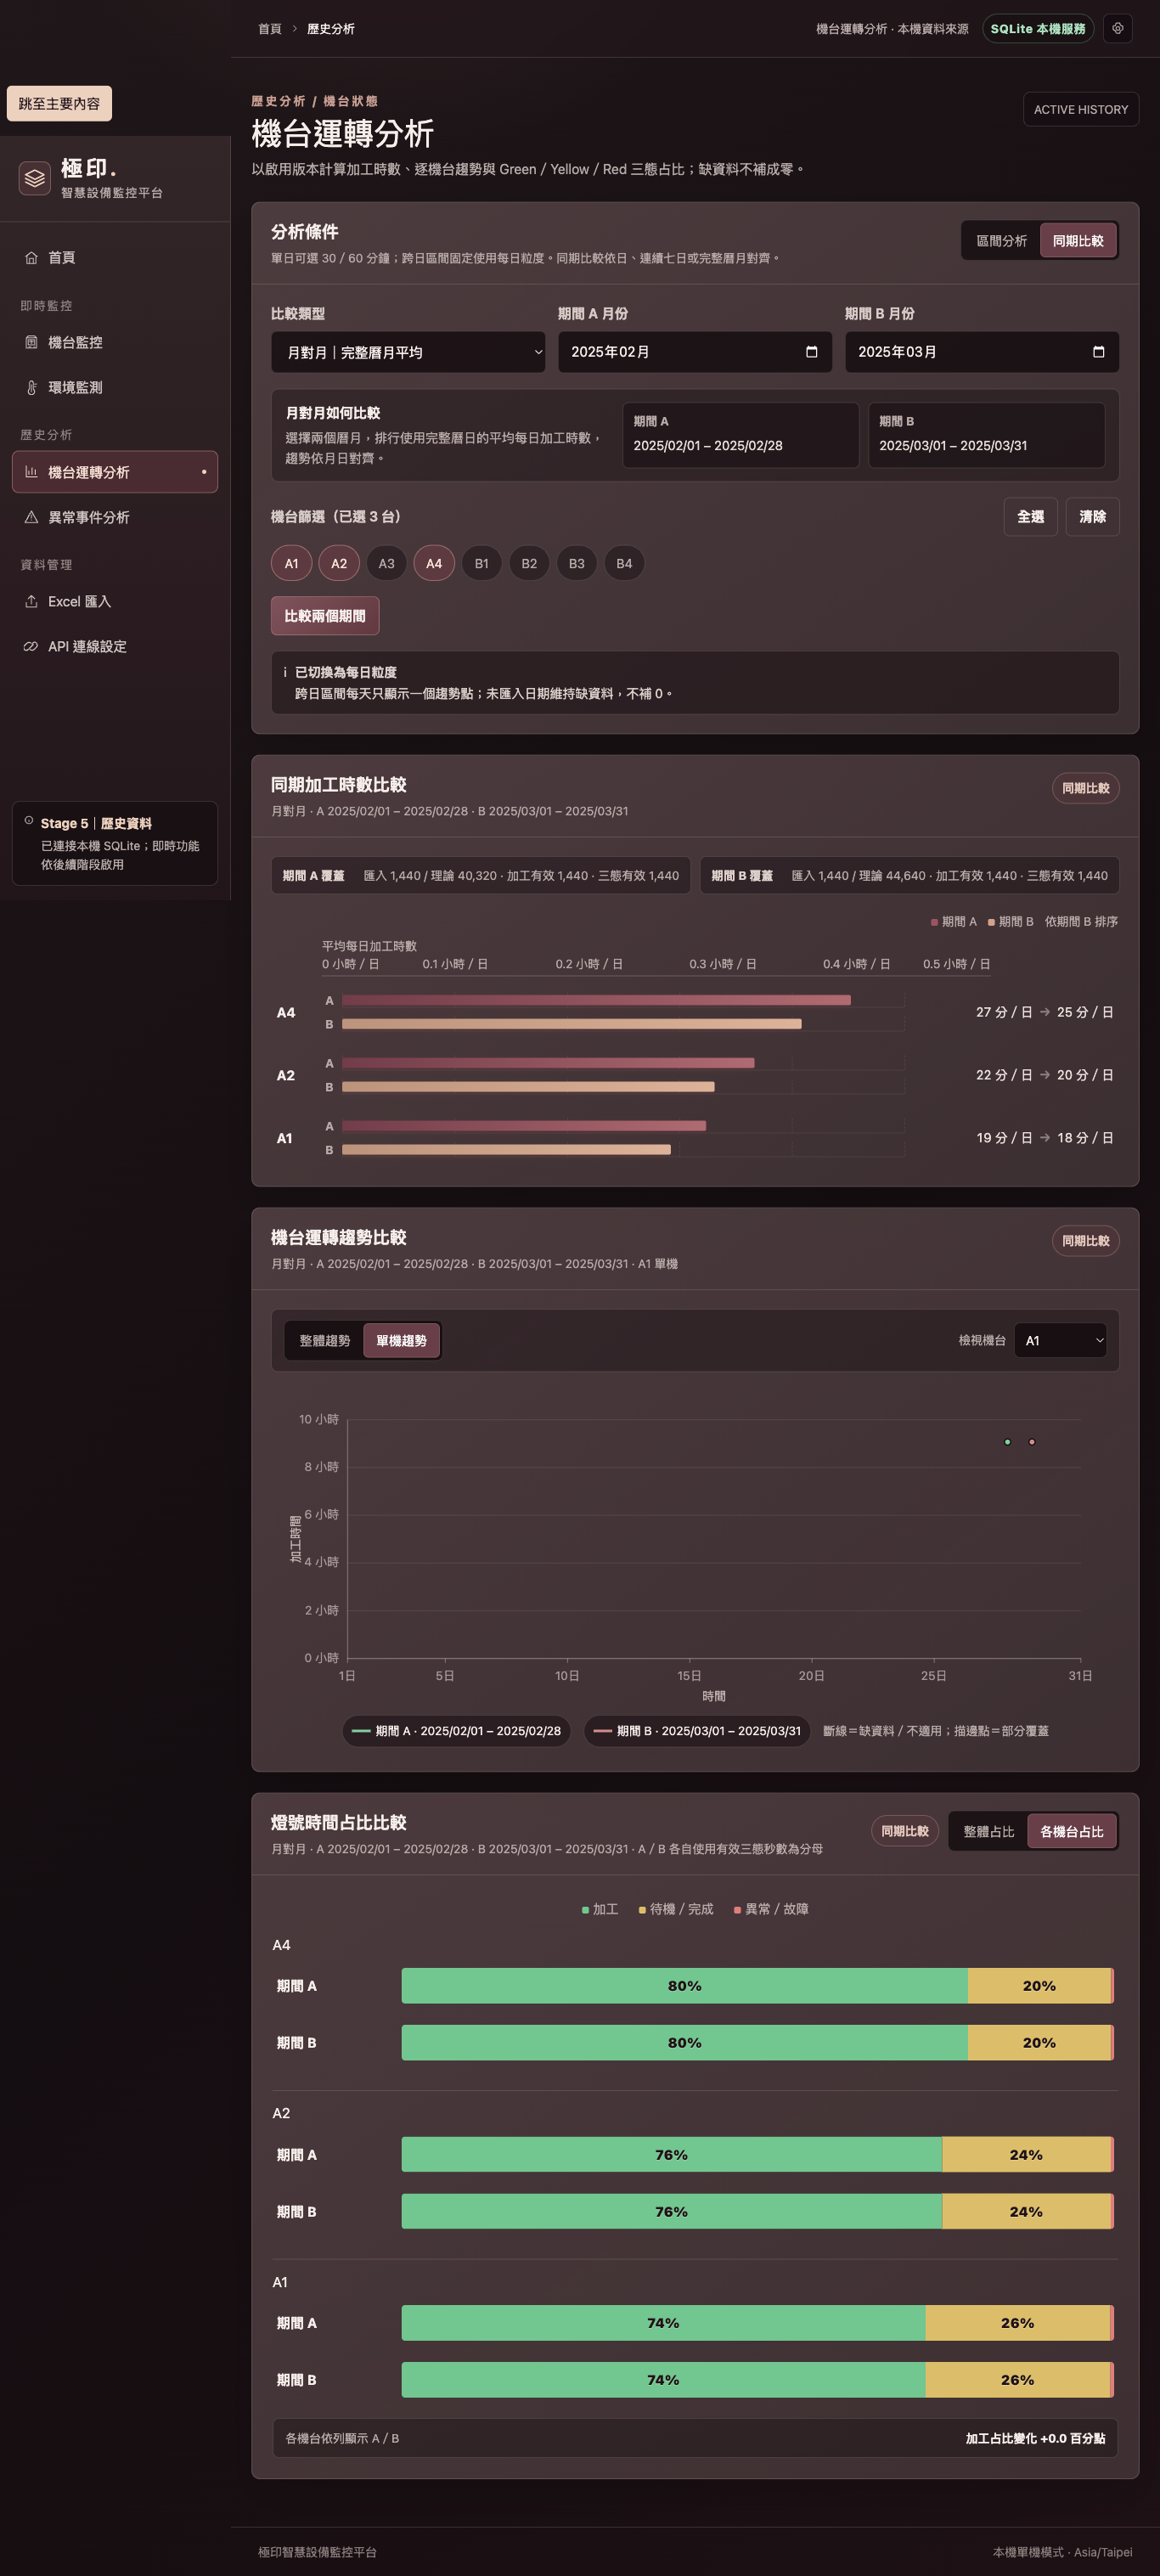 首頁 › 歷史分析
機台運轉分析 · 本機資料來源
SQLite 本機服務
跳至主要內容
極印.
智慧設備監控平台
首頁
即時監控
機台監控
環境監測
歷史分析
機台運轉分析
異常事件分析
資料管理
Excel 匯入
API 連線設定
Stage 5｜歷史資料
已連接本機 SQLite；即時功能
依後續階段啟用
歷史分析 / 機台狀態
機台運轉分析
以啟用版本計算加工時數、逐機台趨勢與 Green / Yellow / Red 三態占比；缺資料不補成零。
ACTIVE HISTORY
分析條件
單日可選 30 / 60 分鐘；跨日區間固定使用每日粒度。同期比較依日、連續七日或完整曆月對齊。
區間分析 同期比較
比較類型 期間 A 月份 期間 B 月份
月對月｜完整曆月平均 2025年02月 2025年03月
月對月如何比較
選擇兩個曆月，排行使用完整曆日的平均每日加工時數，
趨勢依月日對齊。
期間 A
2025/02/01 – 2025/02/28
期間 B
2025/03/01 – 2025/03/31
機台篩選（已選 3 台）
全選 清除
A1 A2 A3 A4 B1 B2 B3 B4
比較兩個期間
i 已切換為每日粒度
跨日區間每天只顯示一個趨勢點；未匯入日期維持缺資料，不補 0。
同期加工時數比較
月對月 · A 2025/02/01 – 2025/02/28 · B 2025/03/01 – 2025/03/31
同期比較
期間 A 覆蓋 匯入 1,440 / 理論 40,320 · 加工有效 1,440 · 三態有效 1,440
期間 B 覆蓋 匯入 1,440 / 理論 44,640 · 加工有效 1,440 · 三態有效 1,440
期間 A 期間 B 依期間 B 排序
平均每日加工時數
0 小時 / 日 0.1 小時 / 日 0.2 小時 / 日 0.3 小時 / 日 0.4 小時 / 日 0.5 小時 / 日
A4
A
B
27 分 / 日 → 25 分 / 日
A2
A
B
22 分 / 日 → 20 分 / 日
A1
A
B
19 分 / 日 → 18 分 / 日
機台運轉趨勢比較
月對月 · A 2025/02/01 – 2025/02/28 · B 2025/03/01 – 2025/03/31 · A1 單機
同期比較
整體趨勢 單機趨勢
檢視機台 A1
加工時間
10 小時
8 小時
6 小時
4 小時
2 小時
0 小時
1日 5日 10日 15日 20日 25日 31日
時間
期間 A · 2025/02/01 – 2025/02/28
期間 B · 2025/03/01 – 2025/03/31
斷線＝缺資料 / 不適用；描邊點＝部分覆蓋
燈號時間占比比較
月對月 · A 2025/02/01 – 2025/02/28 · B 2025/03/01 – 2025/03/31 · A / B 各自使用有效三態秒數為分母
同期比較
整體占比 各機台占比
加工 待機 / 完成 異常 / 故障
A4
期間 A 80% 20%
期間 B 80% 20%
A2
期間 A 76% 24%
期間 B 76% 24%
A1
期間 A 74% 26%
期間 B 74% 26%
各機台依列顯示 A / B
加工占比變化 +0.0 百分點
極印智慧設備監控平台
本機單機模式 · Asia/Taipei